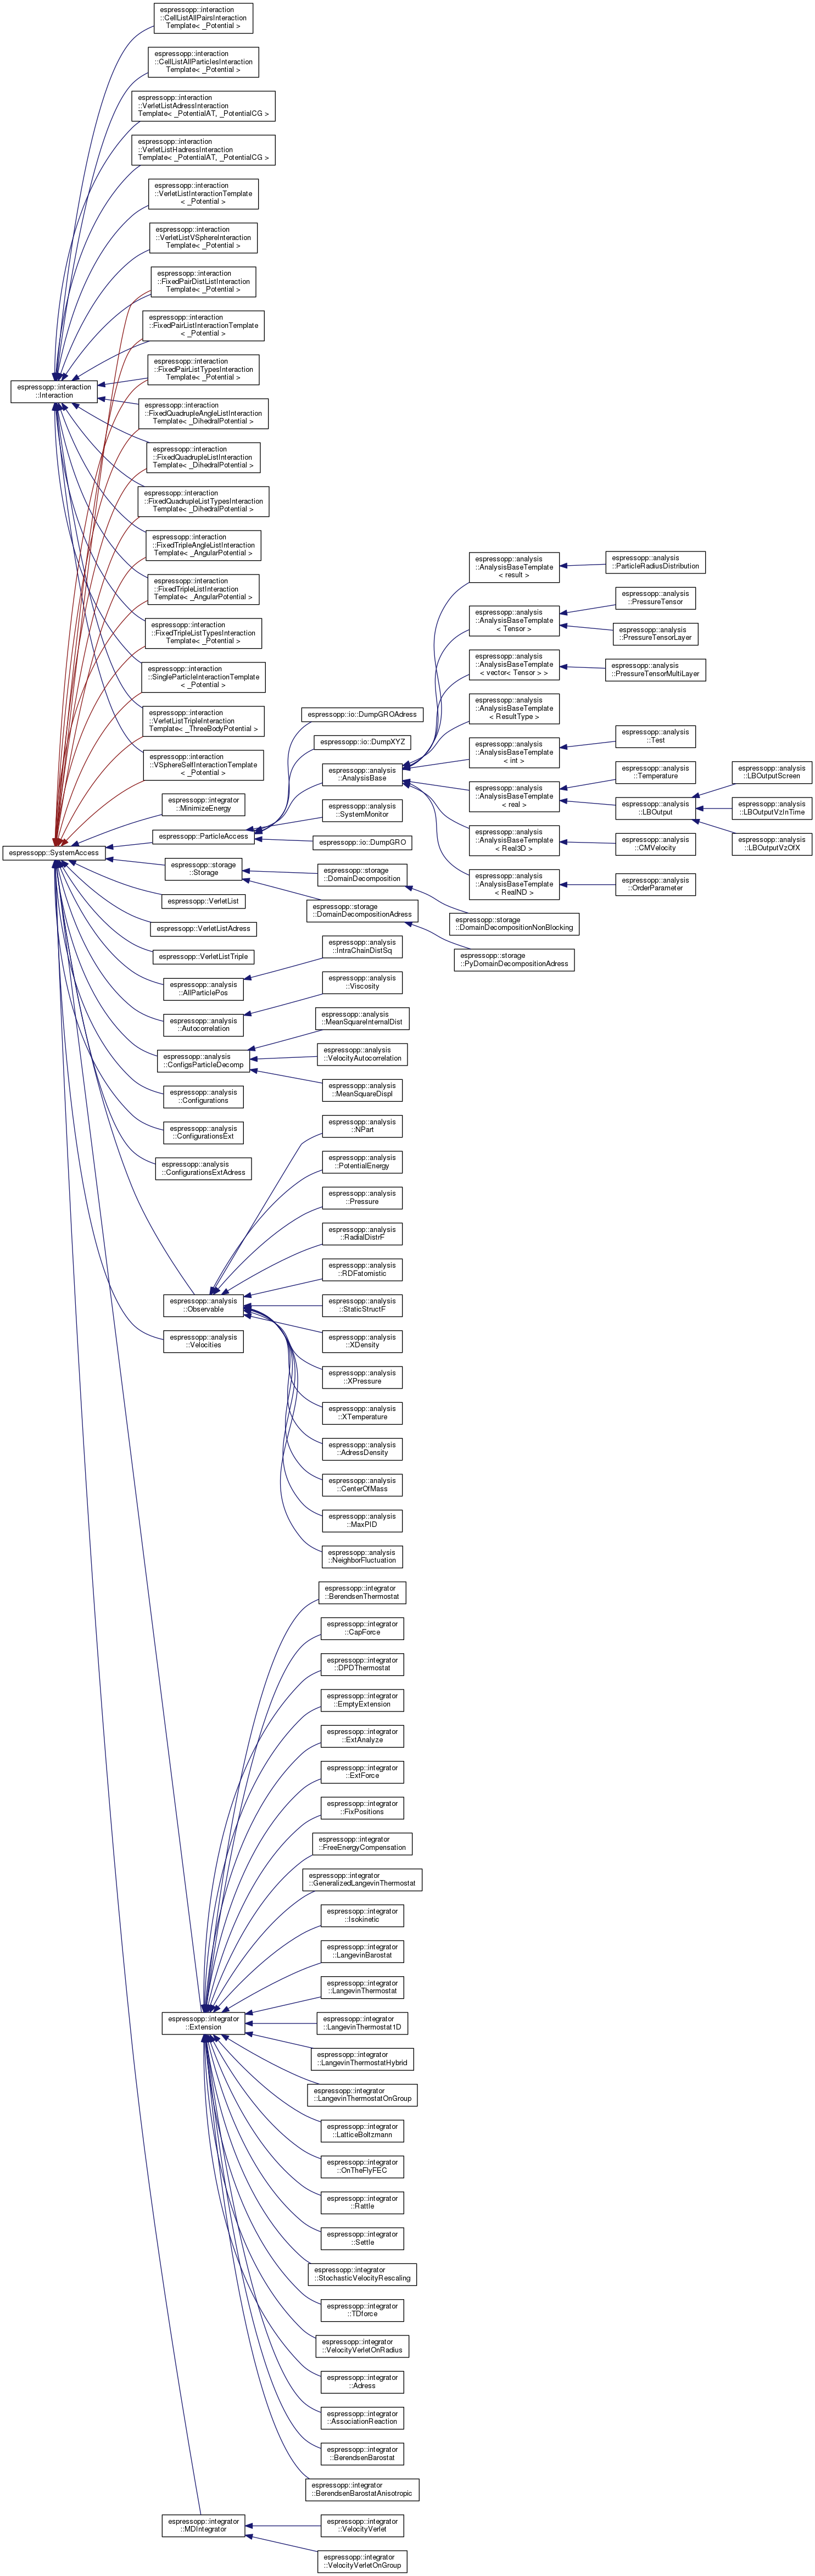 espressopp::interaction
::CellListAllPairsInteraction
Template< _Potential >
espressopp::interaction
::CellListAllParticlesInteraction
Template< _Potential >
espressopp::interaction
::VerletListAdressInteraction
Template< _PotentialAT, _PotentialCG >
espressopp::interaction
::VerletListHadressInteraction
Template< _PotentialAT, _PotentialCG >
espressopp::interaction
::VerletListInteractionTemplate
< _Potential >
espressopp::interaction
::VerletListVSphereInteraction
Template< _Potential >
espressopp::interaction
::FixedPairDistListInteraction
Template< _Potential >
espressopp::interaction
::FixedPairListInteractionTemplate
< _Potential >
espressopp::interaction
::FixedPairListTypesInteraction
Template< _Potential >
espressopp::interaction
::Interaction
espressopp::interaction
::FixedQuadrupleAngleListInteraction
Template< _DihedralPotential >
espressopp::interaction
::FixedQuadrupleListInteraction
Template< _DihedralPotential >
espressopp::interaction
::FixedQuadrupleListTypesInteraction
Template< _DihedralPotential >
espressopp::interaction
::FixedTripleAngleListInteraction
Template< _AngularPotential >
espressopp::interaction
::FixedTripleListInteraction
Template< _AngularPotential >
espressopp::interaction
::FixedTripleListTypesInteraction
Template< _Potential >
espressopp::interaction
::SingleParticleInteractionTemplate
< _Potential >
espressopp::interaction
::VerletListTripleInteraction
Template< _ThreeBodyPotential >
espressopp::interaction
::VSphereSelfInteractionTemplate
< _Potential >
espressopp::integrator
::MinimizeEnergy
espressopp::ParticleAccess
espressopp::SystemAccess
espressopp::storage
::Storage
espressopp::VerletList
espressopp::VerletListAdress
espressopp::VerletListTriple
espressopp::analysis
::AllParticlePos
espressopp::analysis
::Autocorrelation
espressopp::analysis
::ConfigsParticleDecomp
espressopp::analysis
::Configurations
espressopp::analysis
::ConfigurationsExt
espressopp::analysis
::ConfigurationsExtAdress
espressopp::analysis
::Observable
espressopp::analysis
::Velocities
espressopp::integrator
::Extension
espressopp::integrator
::MDIntegrator
espressopp::io::DumpGROAdress
espressopp::io::DumpXYZ
espressopp::analysis
::AnalysisBase
espressopp::analysis
::SystemMonitor
espressopp::io::DumpGRO
espressopp::storage
::DomainDecomposition
espressopp::storage
::DomainDecompositionAdress
espressopp::analysis
::IntraChainDistSq
espressopp::analysis
::Viscosity
espressopp::analysis
::MeanSquareInternalDist
espressopp::analysis
::VelocityAutocorrelation
espressopp::analysis
::MeanSquareDispl
espressopp::analysis
::NPart
espressopp::analysis
::PotentialEnergy
espressopp::analysis
::Pressure
espressopp::analysis
::RadialDistrF
espressopp::analysis
::RDFatomistic
espressopp::analysis
::StaticStructF
espressopp::analysis
::XDensity
espressopp::analysis
::XPressure
espressopp::analysis
::XTemperature
espressopp::analysis
::AdressDensity
espressopp::analysis
::CenterOfMass
espressopp::analysis
::MaxPID
espressopp::analysis
::NeighborFluctuation
espressopp::integrator
::BerendsenThermostat
espressopp::integrator
::CapForce
espressopp::integrator
::DPDThermostat
espressopp::integrator
::EmptyExtension
espressopp::integrator
::ExtAnalyze
espressopp::integrator
::ExtForce
espressopp::integrator
::FixPositions
espressopp::integrator
::FreeEnergyCompensation
espressopp::integrator
::GeneralizedLangevinThermostat
espressopp::integrator
::Isokinetic
espressopp::integrator
::LangevinBarostat
espressopp::integrator
::LangevinThermostat
espressopp::integrator
::LangevinThermostat1D
espressopp::integrator
::LangevinThermostatHybrid
espressopp::integrator
::LangevinThermostatOnGroup
espressopp::integrator
::LatticeBoltzmann
espressopp::integrator
::OnTheFlyFEC
espressopp::integrator
::Rattle
espressopp::integrator
::Settle
espressopp::integrator
::StochasticVelocityRescaling
espressopp::integrator
::TDforce
espressopp::integrator
::VelocityVerletOnRadius
espressopp::integrator
::Adress
espressopp::integrator
::AssociationReaction
espressopp::integrator
::BerendsenBarostat
espressopp::integrator
::BerendsenBarostatAnisotropic
espressopp::integrator
::VelocityVerlet
espressopp::integrator
::VelocityVerletOnGroup
espressopp::analysis
::AnalysisBaseTemplate
< result >
espressopp::analysis
::AnalysisBaseTemplate
< Tensor >
espressopp::analysis
::AnalysisBaseTemplate
< vector< Tensor > >
espressopp::analysis
::AnalysisBaseTemplate
< ResultType >
espressopp::analysis
::AnalysisBaseTemplate
< int >
espressopp::analysis
::AnalysisBaseTemplate
< real >
espressopp::analysis
::AnalysisBaseTemplate
< Real3D >
espressopp::analysis
::AnalysisBaseTemplate
< RealND >
espressopp::storage
::DomainDecompositionNonBlocking
espressopp::storage
::PyDomainDecompositionAdress
espressopp::analysis
::ParticleRadiusDistribution
espressopp::analysis
::PressureTensor
espressopp::analysis
::PressureTensorLayer
espressopp::analysis
::PressureTensorMultiLayer
espressopp::analysis
::Test
espressopp::analysis
::Temperature
espressopp::analysis
::LBOutput
espressopp::analysis
::CMVelocity
espressopp::analysis
::OrderParameter
espressopp::analysis
::LBOutputScreen
espressopp::analysis
::LBOutputVzInTime
espressopp::analysis
::LBOutputVzOfX